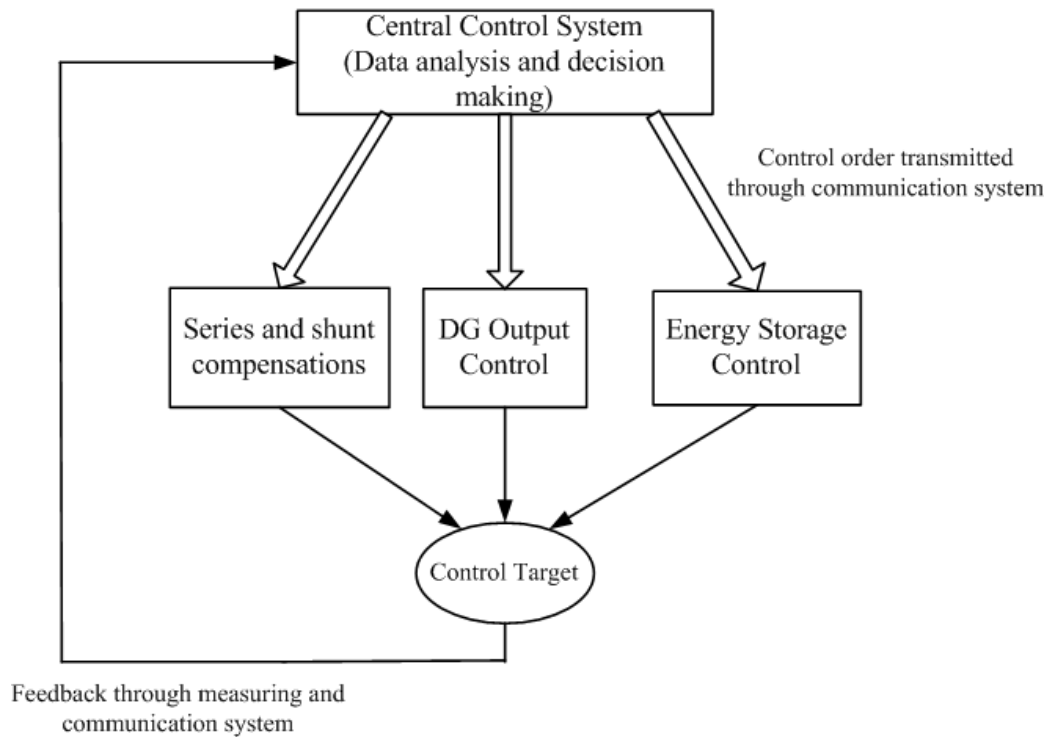 Central Control System
(Data analysis and decision
making)
Control order transmitted
through communication system
Series and shunt
compensations
DG Output
Control
Energy Storage
Control
Control Target
Feedback through measuring and
communication system